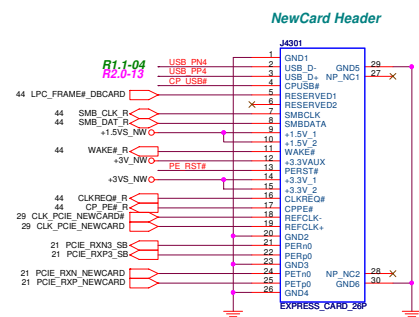 NewCard Header
J4301
1 GND1
R1.1-04 USB_PN4 2 USB_D- GND5 29
R2.0-13 USB_PP4 3 USB_D+ NP_NC1 27
CP_USB# 4 CPUSB#
44 LPC_FRAME#_DBCARD 5 RESERVED1
6 RESERVED2
44 SMB_CLK_R 7 SMBCLK
44 SMB_DAT_R 8 SMBDATA
+1.5VS_NW 9 +1.5V_1
10 +1.5V_2
44 WAKE#_R 11 WAKE#
+3V_NW 12 +3.3VAUX
PE_RST# 13 PERST#
+3VS_NW 14 +3.3V_1
15 +3.3V_2
44 CLKREQ#_R 16 CLKREQ#
44 CP_PE#_R 17 CPPE#
29 CLK_PCIE_NEWCARD# 18 REFCLK-
29 CLK_PCIE_NEWCARD 19 REFCLK+
20 GND2
21 PCIE_RXN3_SB 21 PERn0
21 PCIE_RXP3_SB 22 PERp0
23 GND3
21 PCIE_RXN_NEWCARD 24 PETn0 NP_NC2 28
21 PCIE_RXP_NEWCARD 25 PETp0 GND6 30
26 GND4
EXPRESS_CARD_26P